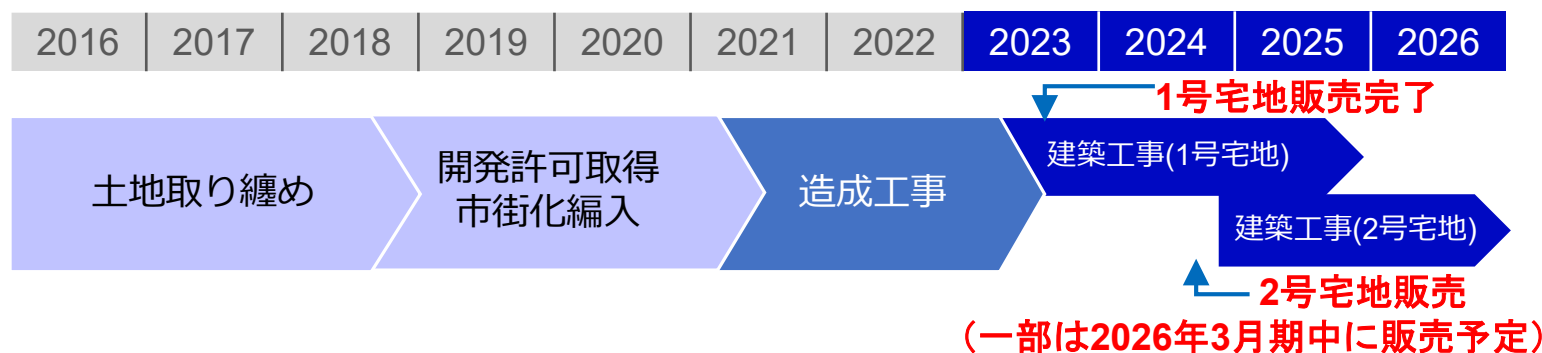 2016 2017 2018 2019 2020 2021 2022 2023 2024 2025 2026
1号宅地販売完了
土地取り纏め
開発許可取得
市街化編入
造成工事
建築工事(1号宅地)
建築工事(2号宅地)
2号宅地販売
（一部は2026年3月期中に販売予定）